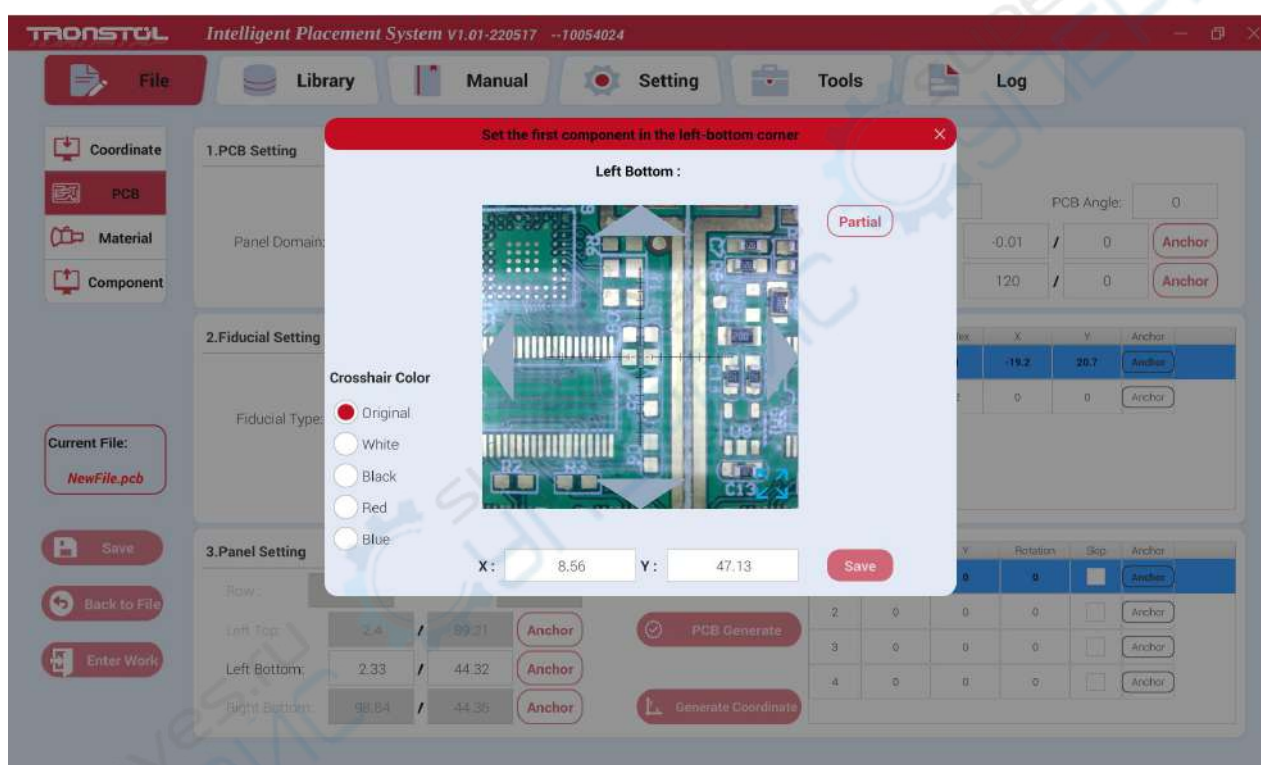 TRONSTOL
Intelligent Placement System V1.01-220517 --10054024
File
Library
Manual
Setting
Tools
Log
Coordinate
PCB
Material
Component
Current File:
NewFile.pcb
Save
Back to File
Enter Work
1.PCB Setting
Panel Domain:
PCB Angle: 0
-0.01 / 0 Anchor
120 / 0 Anchor
2.Fiducial Setting
Fiducial Type:
X Y Anchor
-19.2 20.7 Anchor
0 0 Anchor
Set the first component in the left-bottom corner
Left Bottom :
Partial
Crosshair Color
Original
White
Black
Red
Blue
R2 R3
C13
X : 8.56 Y : 47.13 Save
3.Panel Setting
Row:
Left Top: 2.4 / 99.21 Anchor
Left Bottom: 2.33 / 44.32 Anchor
Right Bottom: 98.84 / 44.36 Anchor
PCB Generate
Generate Coordinate
Y Rotation Skip Anchor
0 0 Anchor
2 0 0 0 Anchor
3 0 0 0 Anchor
4 0 0 0 Anchor